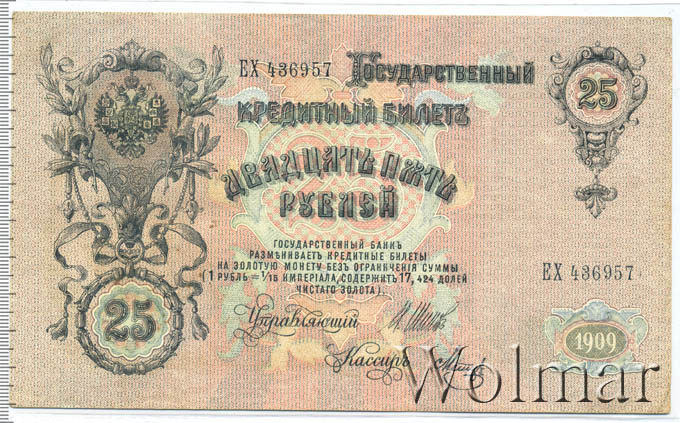 ЕХ 436957
Государственный
25
кредитный билетъ
двадцать пять
рублей
государственный банкъ
размѣниваетъ кредитные билеты
на золотую монету безъ ограниченія суммы
(1 рубль = 1/15 имперіала, содержитъ 17,424 долей
чистаго золота).
ЕХ 436957
25
Управляющій
1909
Кассиръ
Wolmar